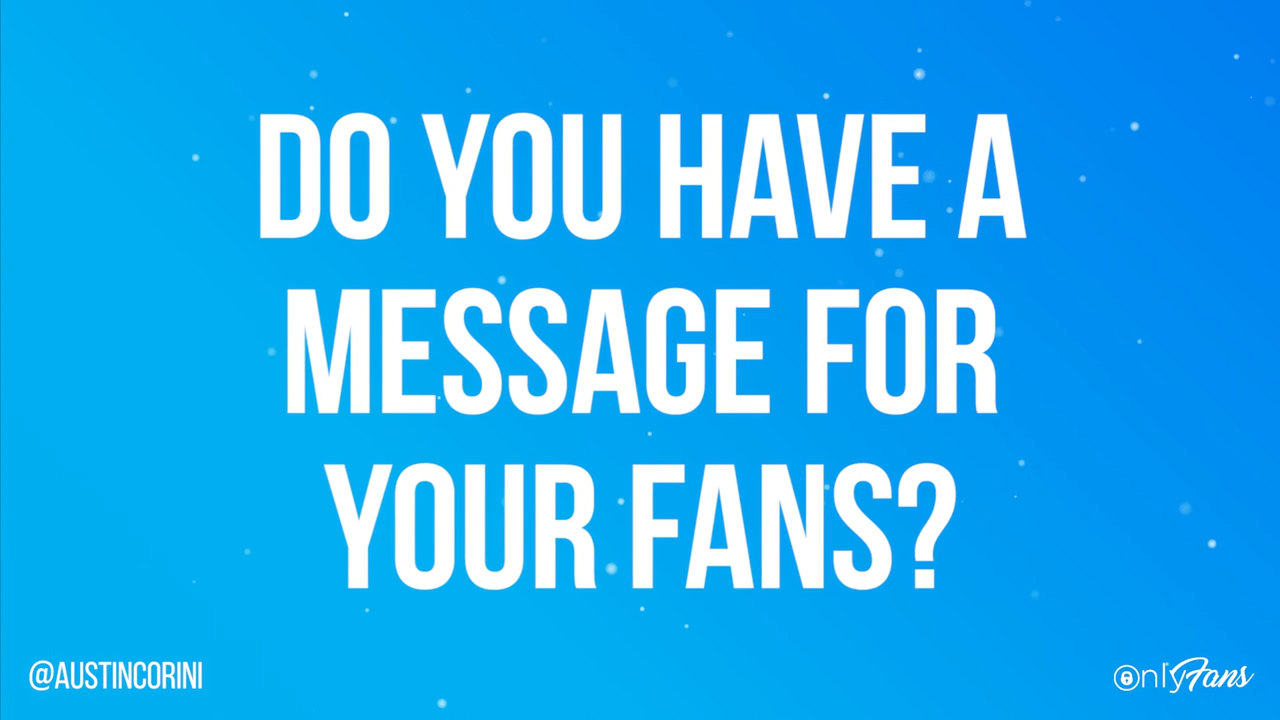 DO YOU HAVE A
MESSAGE FOR
YOUR FANS?
@AUSTINCORINI
OnlyFans